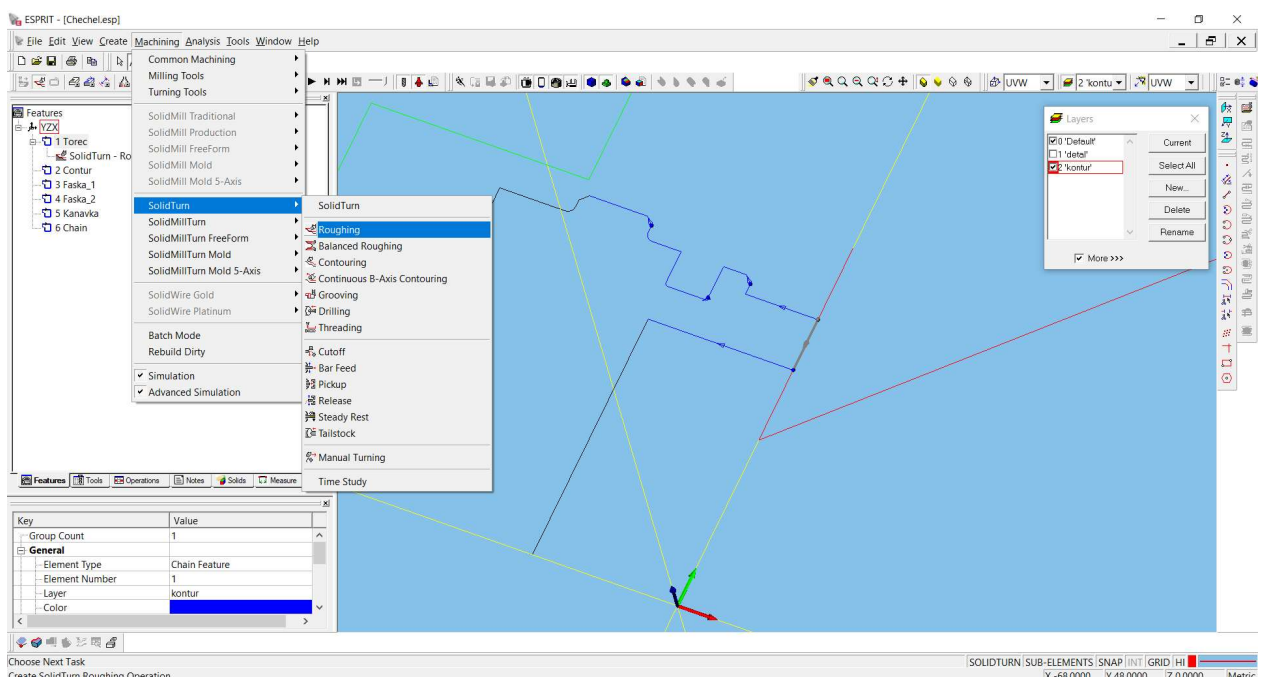 ESPRIT - [Chechel.esp]
File Edit View Create Machining Analysis Tools Window Help
Common Machining
Milling Tools
Turning Tools
SolidMill Traditional
SolidMill Production
SolidMill FreeForm
SolidMill Mold
SolidMill Mold 5-Axis
SolidTurn
SolidMillTurn
SolidMillTurn FreeForm
SolidMillTurn Mold
SolidMillTurn Mold 5-Axis
SolidWire Gold
SolidWire Platinum
Batch Mode
Rebuild Dirty
Simulation
Advanced Simulation
SolidTurn
Roughing
Balanced Roughing
Contouring
Continuous B-Axis Contouring
Grooving
Drilling
Threading
Cutoff
Bar Feed
Pickup
Release
Steady Rest
Tailstock
Manual Turning
Time Study
UVW 2 'kontu UVW
Features
YZX
1 Torec
SolidTurn - Ro
2 Contur
3 Faska_1
4 Faska_2
5 Kanavka
6 Chain
Layers
0 'Default'
1 'detal'
2 'kontur'
Current
Select All
New...
Delete
Rename
More >>>
Features Tools Operations Notes Solids Measure
Key Value
Group Count 1
General
Element Type Chain Feature
Element Number 1
Layer kontur
Color
Choose Next Task
SOLIDTURN SUB-ELEMENTS SNAP INT GRID HI
Create SolidTurn Roughing Operation
X -68.0000 Y 48.0000 Z 0.0000 Metric